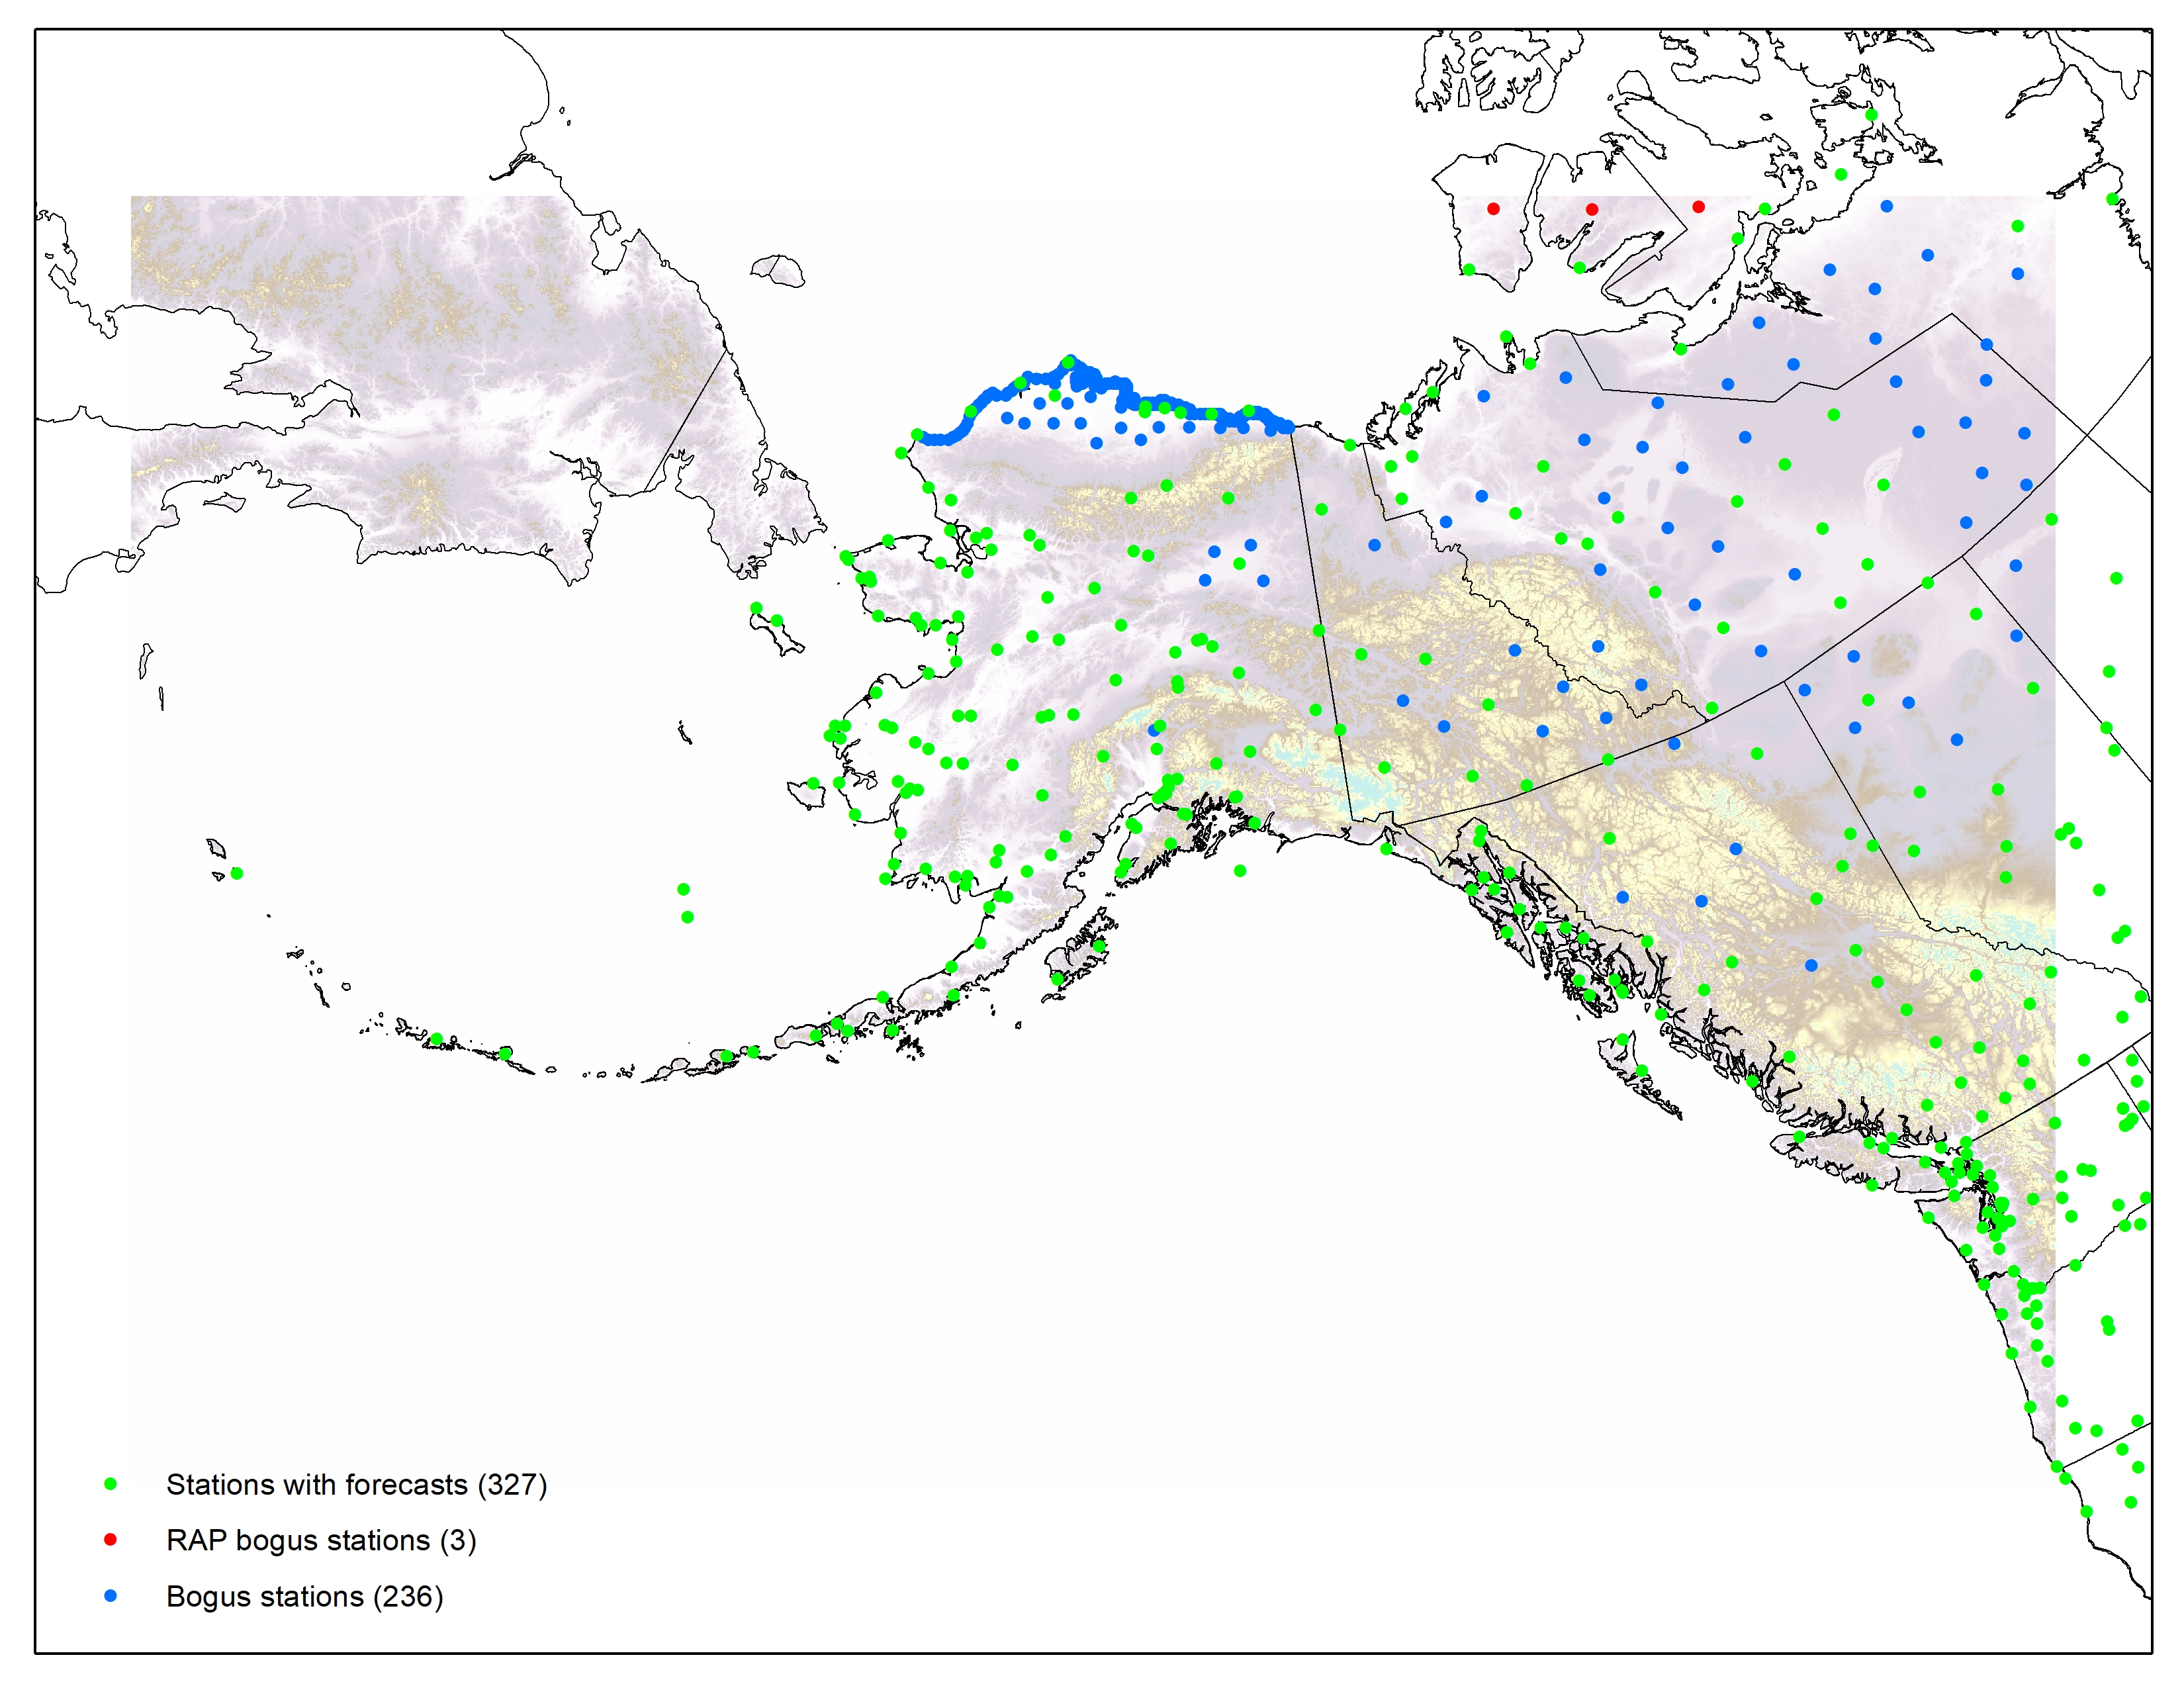 Stations with forecasts (327)
RAP bogus stations (3)
Bogus stations (236)